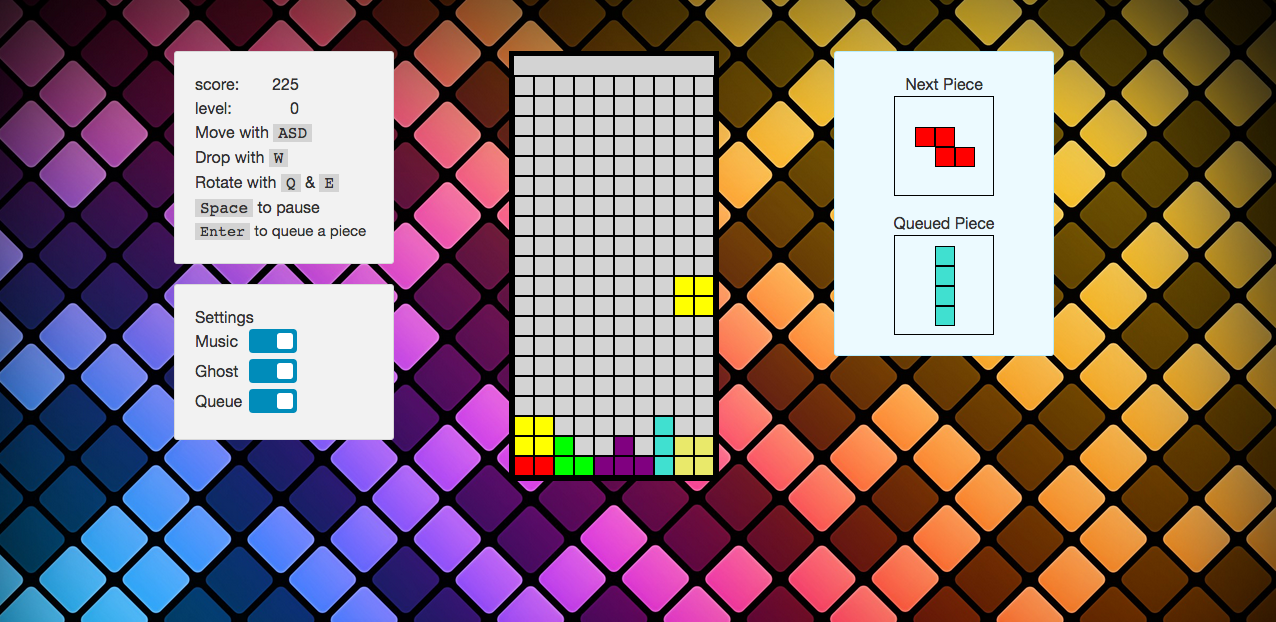 score: 225
level: 0
Move with ASD
Drop with W
Rotate with Q & E
Space to pause
Enter to queue a piece
Settings
Music
Ghost
Queue
Next Piece
Queued Piece